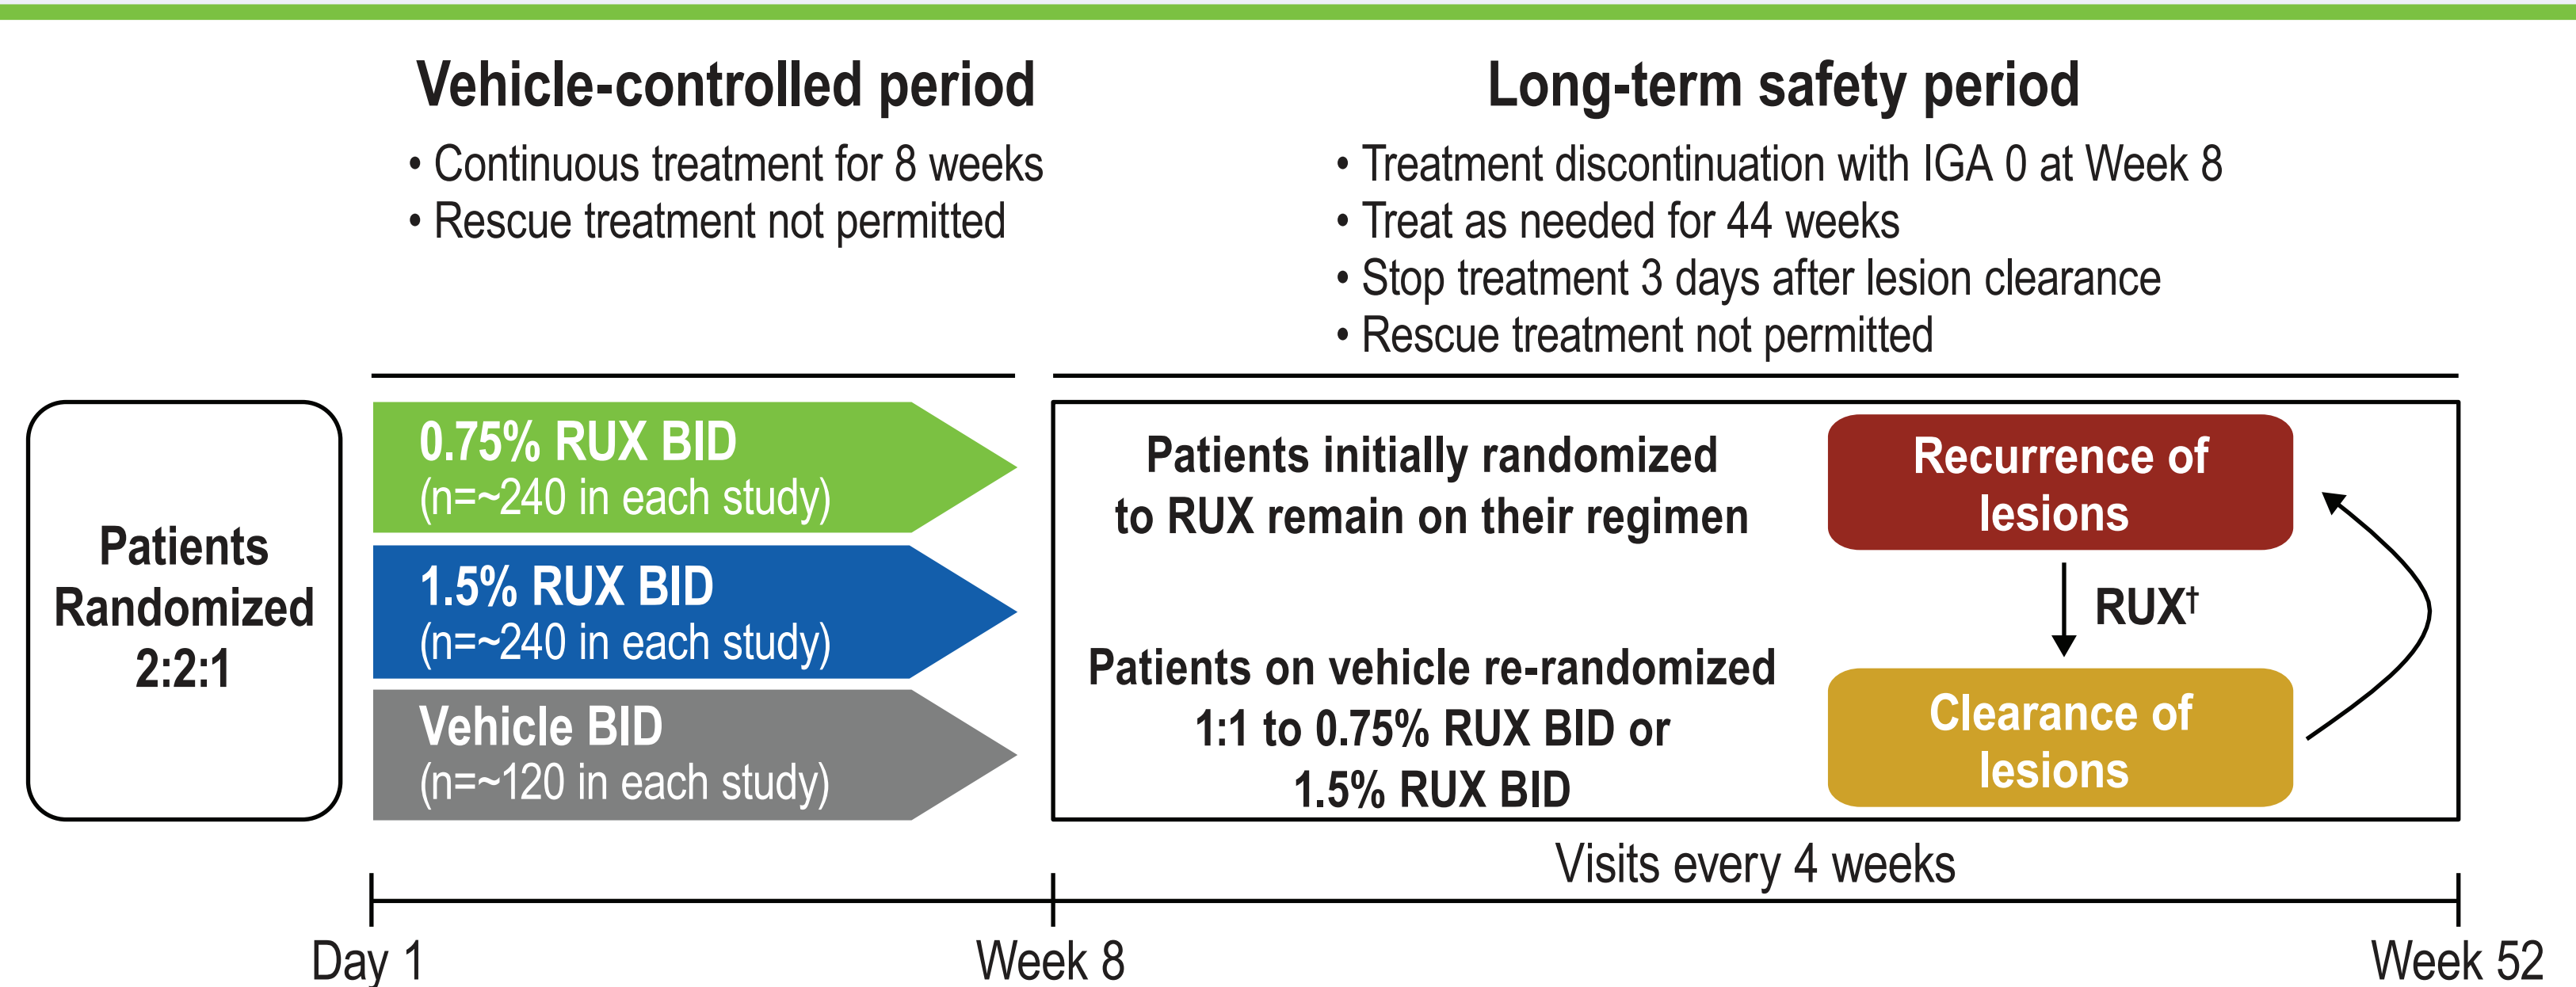 Vehicle-controlled period
• Continuous treatment for 8 weeks
• Rescue treatment not permitted
Long-term safety period
• Treatment discontinuation with IGA 0 at Week 8
• Treat as needed for 44 weeks
• Stop treatment 3 days after lesion clearance
• Rescue treatment not permitted
Patients
Randomized
2:2:1
0.75% RUX BID
(n=~240 in each study)
1.5% RUX BID
(n=~240 in each study)
Vehicle BID
(n=~120 in each study)
Patients initially randomized
to RUX remain on their regimen
Patients on vehicle re-randomized
1:1 to 0.75% RUX BID or
1.5% RUX BID
Recurrence of
lesions
RUX†
Clearance of
lesions
Visits every 4 weeks
Day 1
Week 8
Week 52